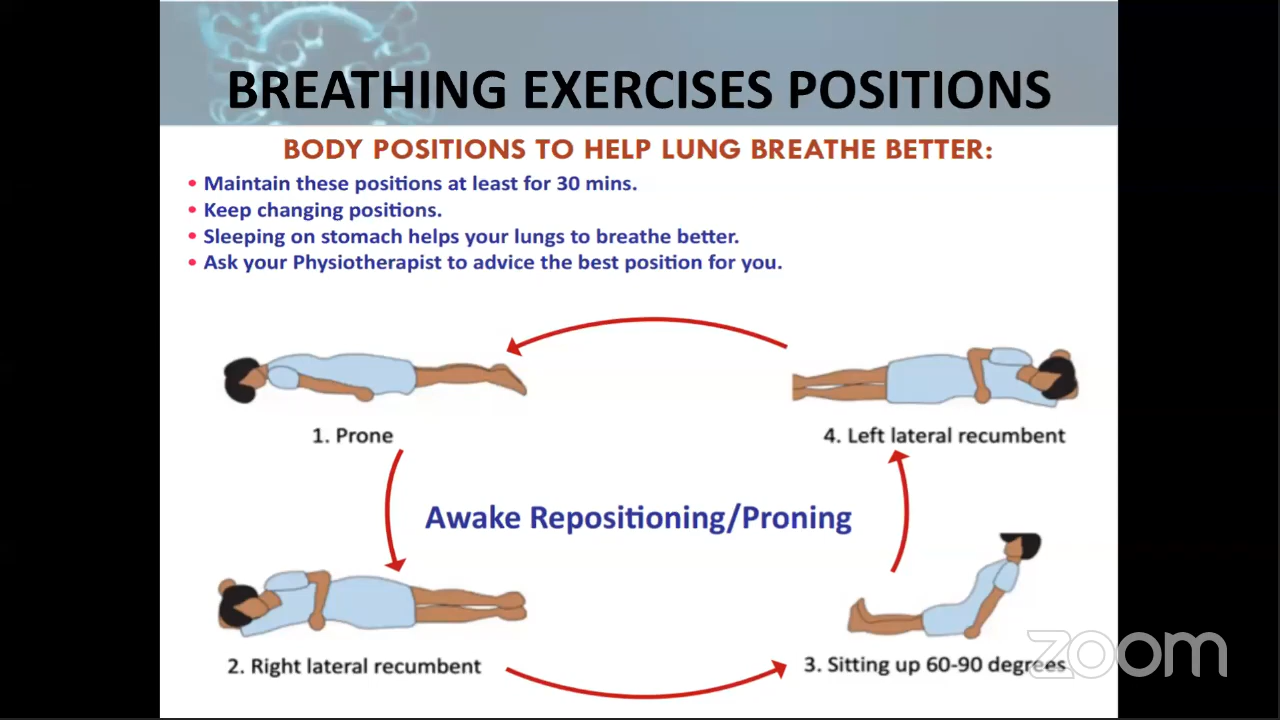 BREATHING EXERCISES POSITIONS
BODY POSITIONS TO HELP LUNG BREATHE BETTER:
• Maintain these positions at least for 30 mins.
• Keep changing positions.
• Sleeping on stomach helps your lungs to breathe better.
• Ask your Physiotherapist to advice the best position for you.
1. Prone
4. Left lateral recumbent
Awake Repositioning/Proning
2. Right lateral recumbent
3. Sitting up 60-90 degrees
zoom